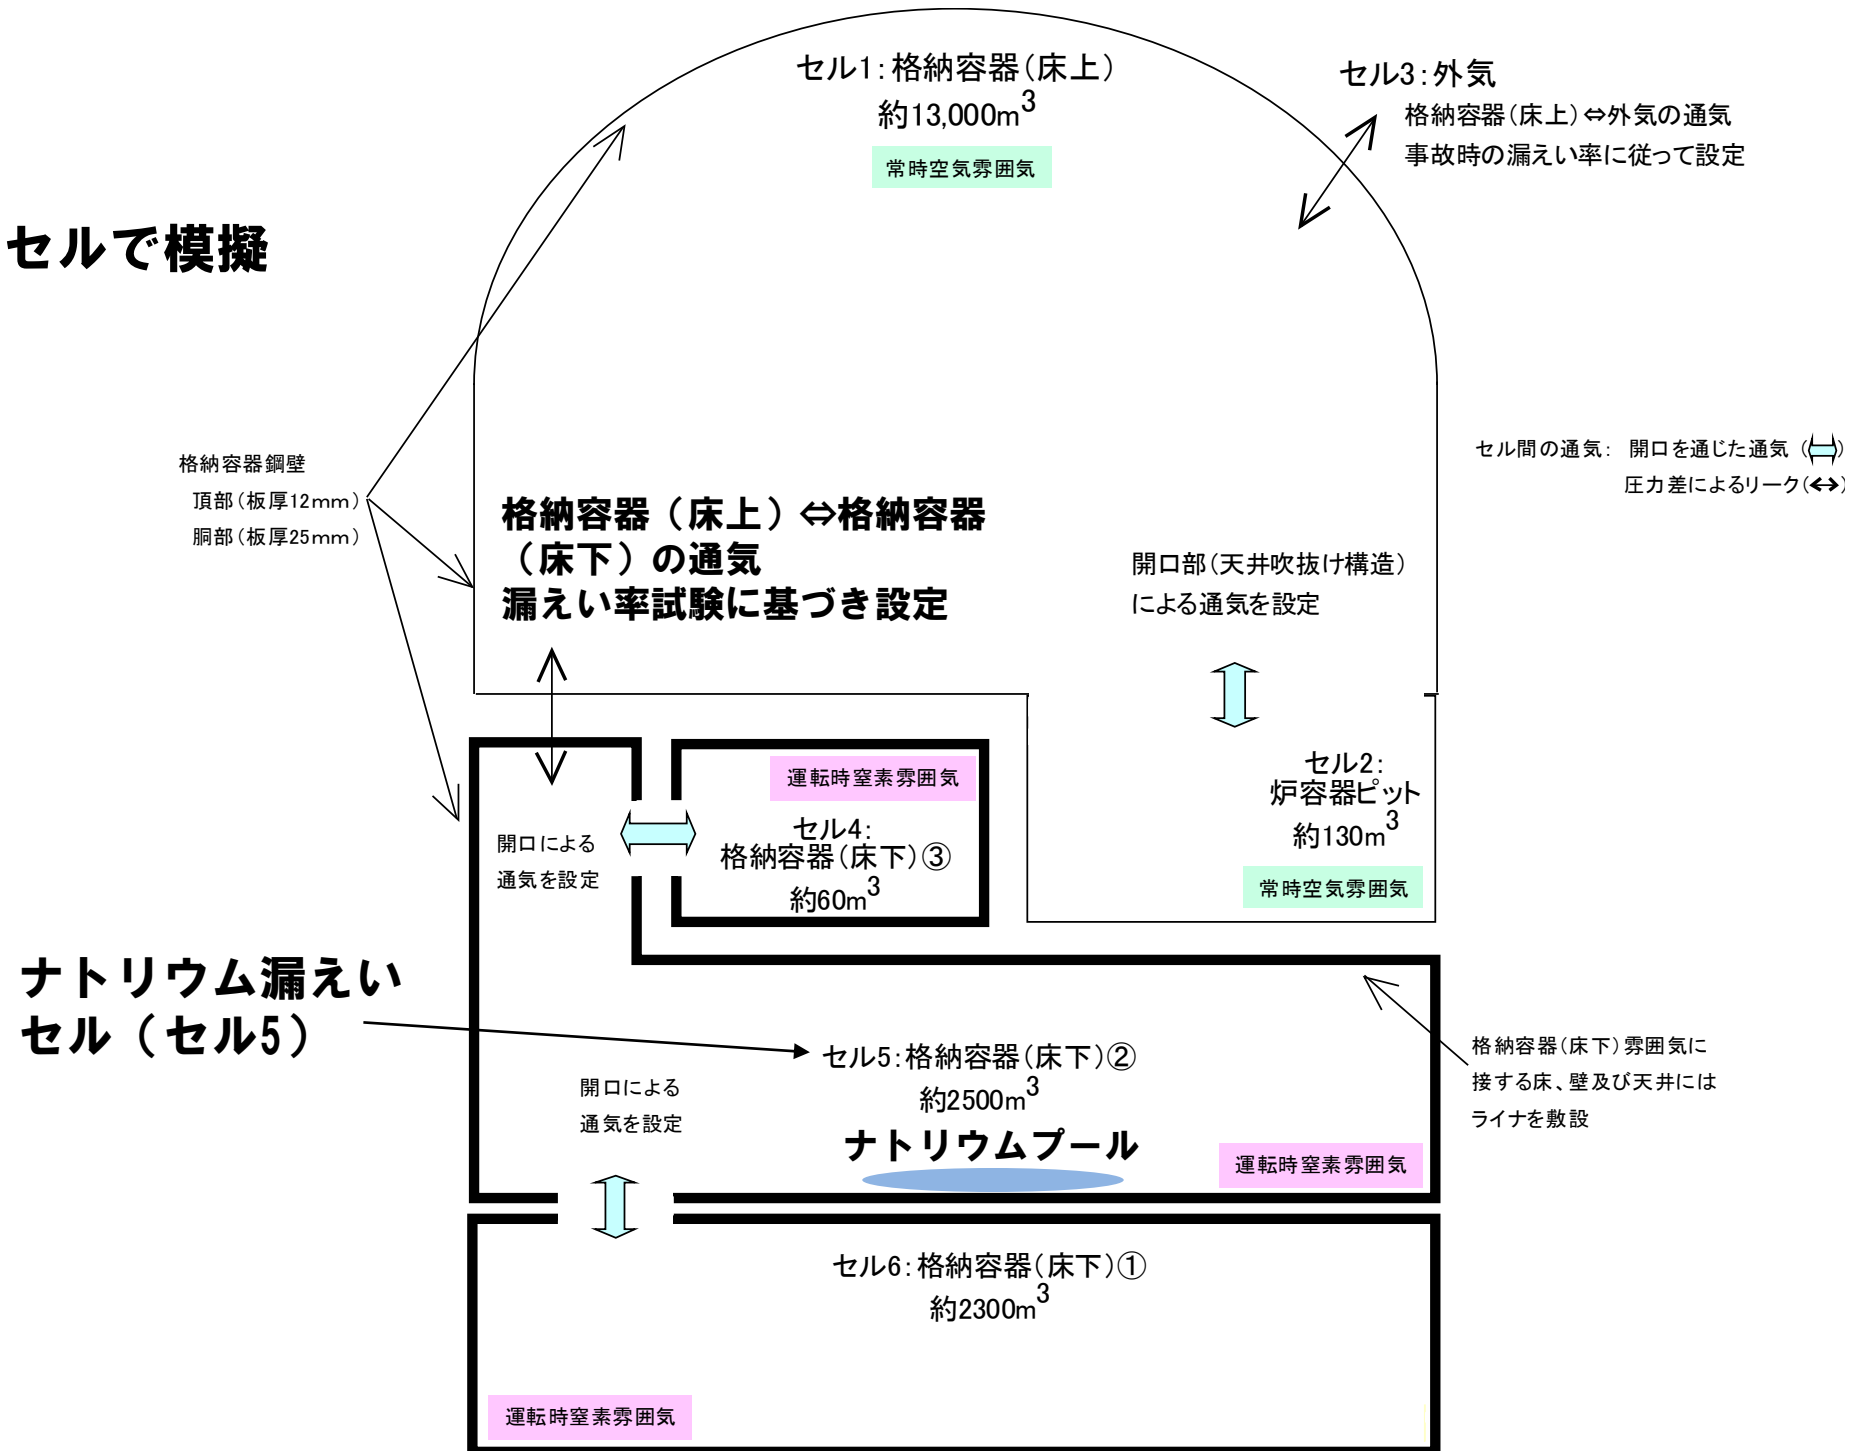 セル1：格納容器（床上）
約13,000m3
常時空気雰囲気
セル3：外気
格納容器（床上）⇔外気の通気
事故時の漏えい率に従って設定
セルで模擬
格納容器鋼壁
頂部（板厚12mm）
胴部（板厚25mm）
セル間の通気： 開口を通じた通気（⇔）
圧力差によるリーク（↔）
格納容器（床上）⇔格納容器
（床下）の通気
漏えい率試験に基づき設定
開口部（天井吹抜け構造）
による通気を設定
運転時窒素雰囲気
セル4：
格納容器（床下）③
約60m3
開口による
通気を設定
セル2：
炉容器ピット
約130m3
常時空気雰囲気
ナトリウム漏えい
セル（セル5）
セル5：格納容器（床下）②
約2500m3
ナトリウムプール
開口による
通気を設定
運転時窒素雰囲気
格納容器（床下）雰囲気に
接する床、壁及び天井には
ライナを敷設
セル6：格納容器（床下）①
約2300m3
運転時窒素雰囲気